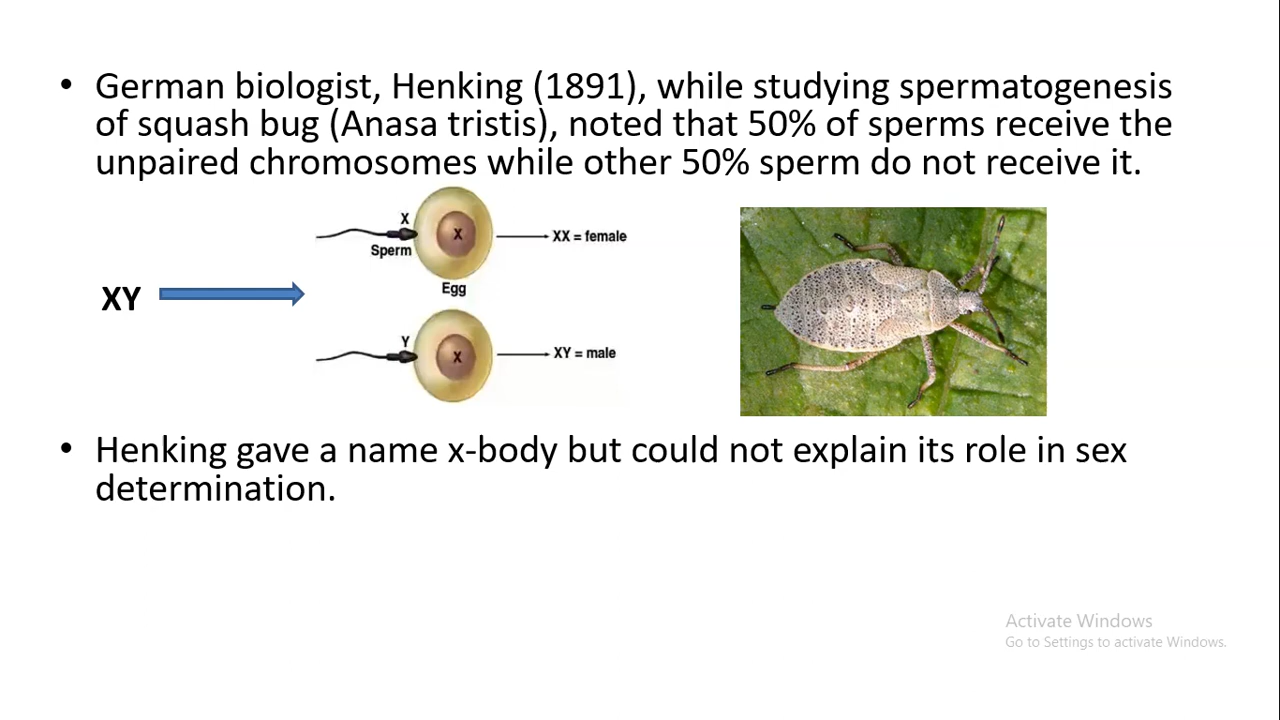 • German biologist, Henking (1891), while studying spermatogenesis
of squash bug (Anasa tristis), noted that 50% of sperms receive the
unpaired chromosomes while other 50% sperm do not receive it.
X
X
XX = female
Sperm
Egg
XY
Y
X
XY = male
• Henking gave a name x-body but could not explain its role in sex
determination.
Activate Windows
Go to Settings to activate Windows.